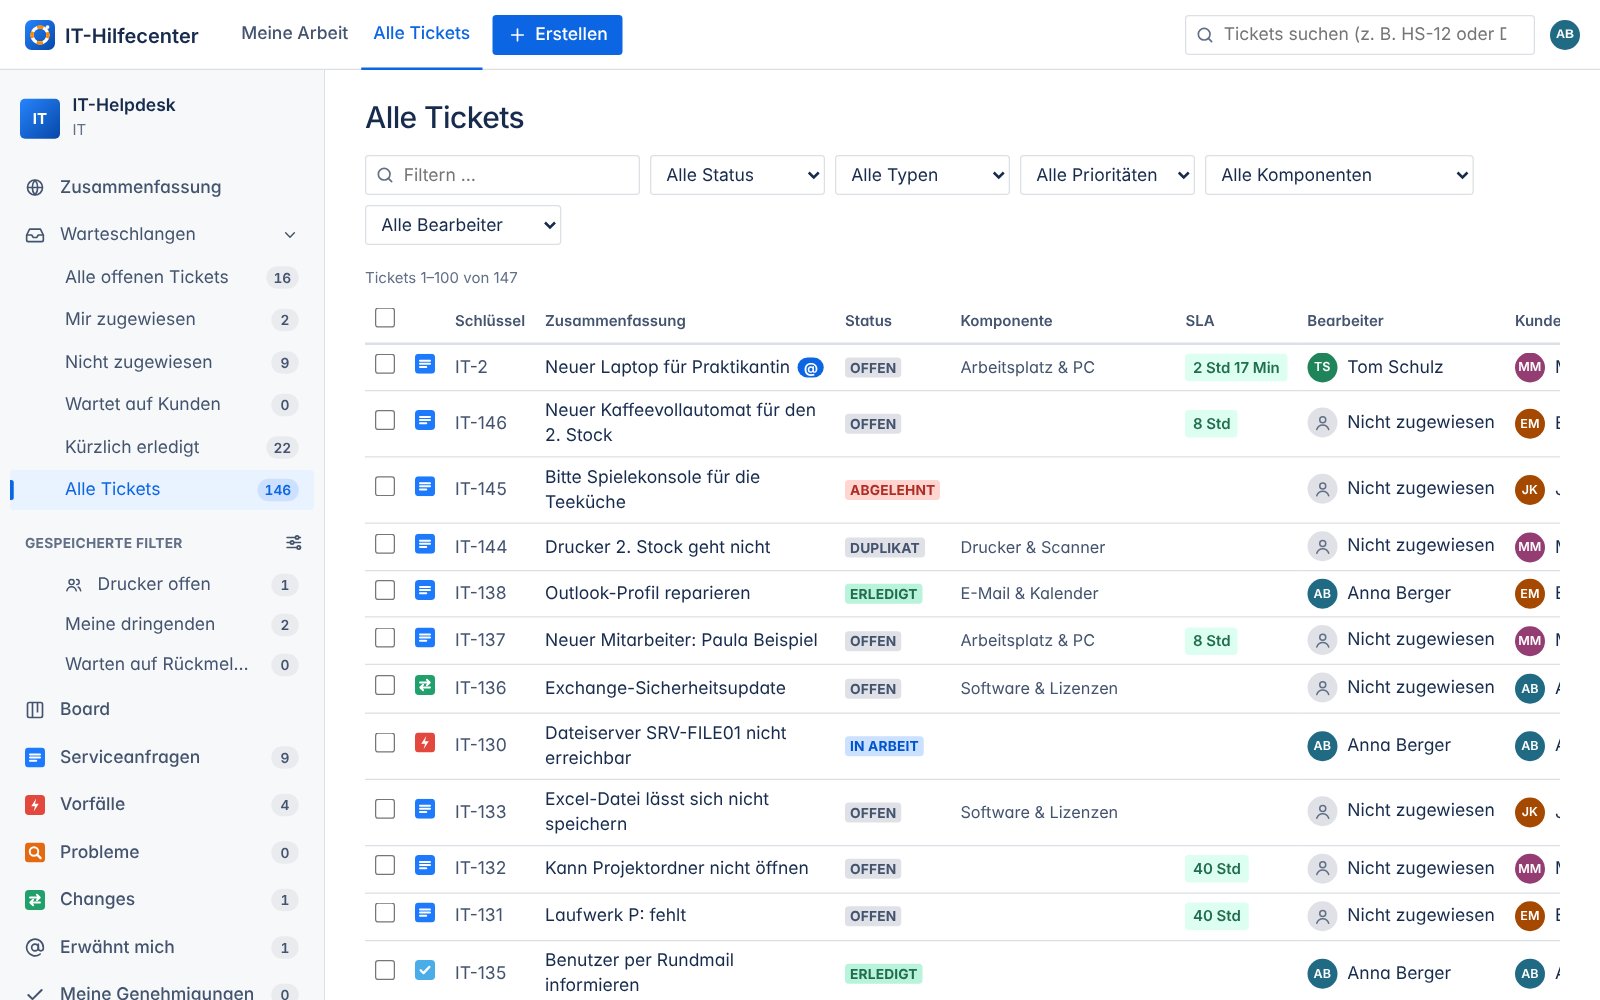 IT-Hilfecenter
Meine Arbeit
Alle Tickets
Erstellen
Tickets suchen (z. B. HS-12 oder
AB
IT
IT-Helpdesk
IT
Zusammenfassung
Warteschlangen
Alle offenen Tickets 16
Mir zugewiesen 2
Nicht zugewiesen 9
Wartet auf Kunden 0
Kürzlich erledigt 22
Alle Tickets 146
GESPEICHERTE FILTER
Drucker offen 1
Meine dringenden 2
Warten auf Rückmel... 0
Board
Serviceanfragen 9
Vorfälle 4
Probleme 0
Changes 1
Erwähnt mich 1
Meine Genehmigungen 0
Alle Tickets
Filtern ...
Alle Status
Alle Typen
Alle Prioritäten
Alle Komponenten
Alle Bearbeiter
Tickets 1–100 von 147
Schlüssel Zusammenfassung Status Komponente SLA Bearbeiter Kunde
IT-2 Neuer Laptop für Praktikantin @ OFFEN Arbeitsplatz & PC 2 Std 17 Min TS Tom Schulz MM
IT-146 Neuer Kaffeevollautomat für den
2. Stock OFFEN 8 Std Nicht zugewiesen EM
IT-145 Bitte Spielekonsole für die
Teeküche ABGELEHNT Nicht zugewiesen JK
IT-144 Drucker 2. Stock geht nicht DUPLIKAT Drucker & Scanner Nicht zugewiesen MM
IT-138 Outlook-Profil reparieren ERLEDIGT E-Mail & Kalender AB Anna Berger EM
IT-137 Neuer Mitarbeiter: Paula Beispiel OFFEN Arbeitsplatz & PC 8 Std Nicht zugewiesen MM
IT-136 Exchange-Sicherheitsupdate OFFEN Software & Lizenzen Nicht zugewiesen AB
IT-130 Dateiserver SRV-FILE01 nicht
erreichbar IN ARBEIT AB Anna Berger AB
IT-133 Excel-Datei lässt sich nicht
speichern OFFEN Software & Lizenzen Nicht zugewiesen JK
IT-132 Kann Projektordner nicht öffnen OFFEN 40 Std Nicht zugewiesen MM
IT-131 Laufwerk P: fehlt OFFEN 40 Std Nicht zugewiesen EM
IT-135 Benutzer per Rundmail
informieren ERLEDIGT AB Anna Berger AB